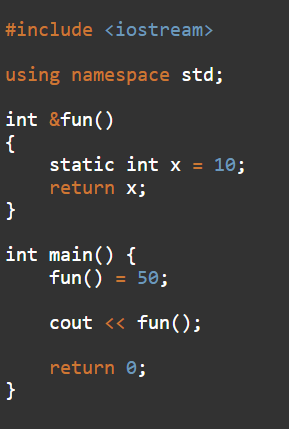 #include <iostream>
using namespace std;
int &fun()
{
    static int x = 10;
    return x;
}
int main() {
    fun() = 50;
    cout << fun();
    return 0;
}